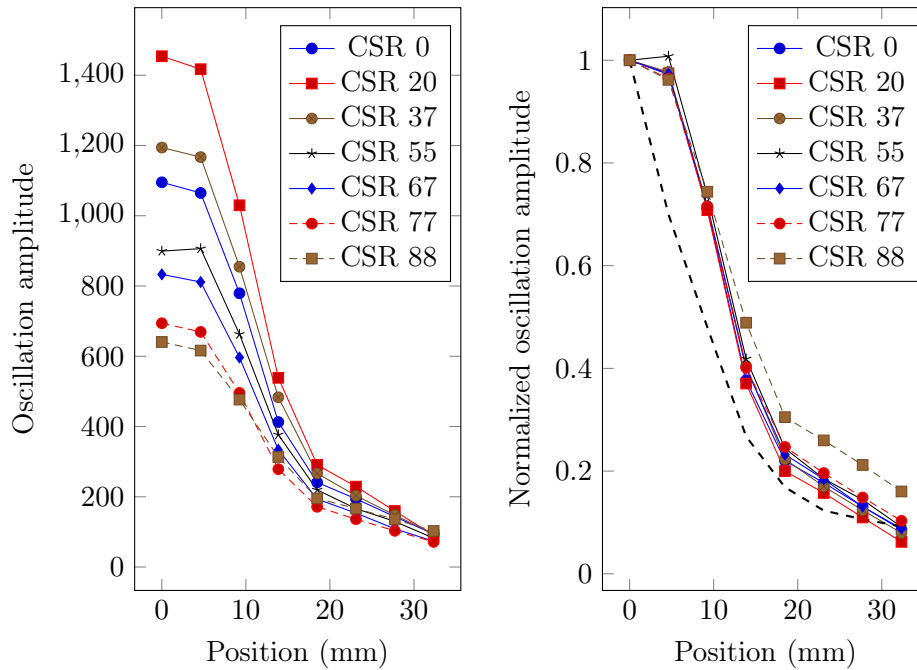 Oscillation amplitude
1,400
1,200
1,000
800
600
400
200
0
0
10
20
30
Position (mm)
CSR 0
CSR 20
CSR 37
CSR 55
CSR 67
CSR 77
CSR 88
Normalized oscillation amplitude
1
0.8
0.6
0.4
0.2
0
0
10
20
30
Position (mm)
CSR 0
CSR 20
CSR 37
CSR 55
CSR 67
CSR 77
CSR 88